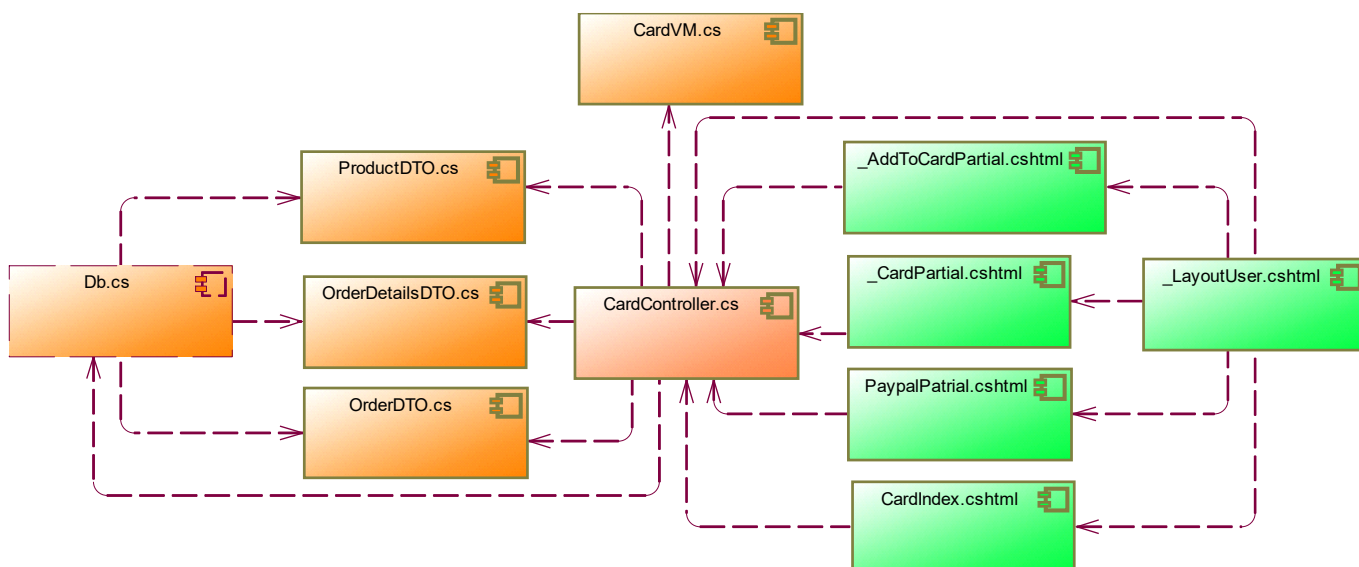 CardVM.cs
ProductDTO.cs
_AddToCardPartial.cshtml
Db.cs
OrderDetailsDTO.cs
CardController.cs
_CardPartial.cshtml
_LayoutUser.cshtml
OrderDTO.cs
PaypalPatrial.cshtml
CardIndex.cshtml